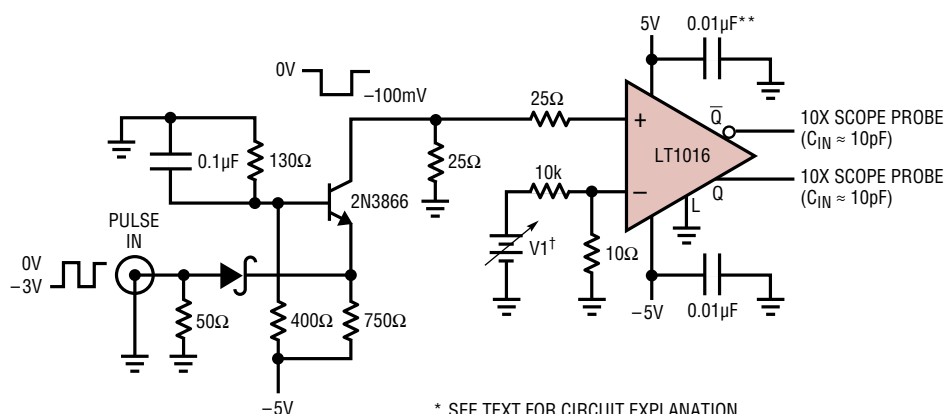 5V
0.01µF**
0V
–100mV
25Ω
Q̅
10X SCOPE PROBE
(CIN ≈ 10pF)
+
LT1016
0.1µF
130Ω
25Ω
10k
–
Q
10X SCOPE PROBE
(CIN ≈ 10pF)
2N3866
L
PULSE
IN
V1†
10Ω
0V
–3V
50Ω
400Ω
750Ω
–5V
0.01µF
–5V
* SEE TEXT FOR CIRCUIT EXPLANATION